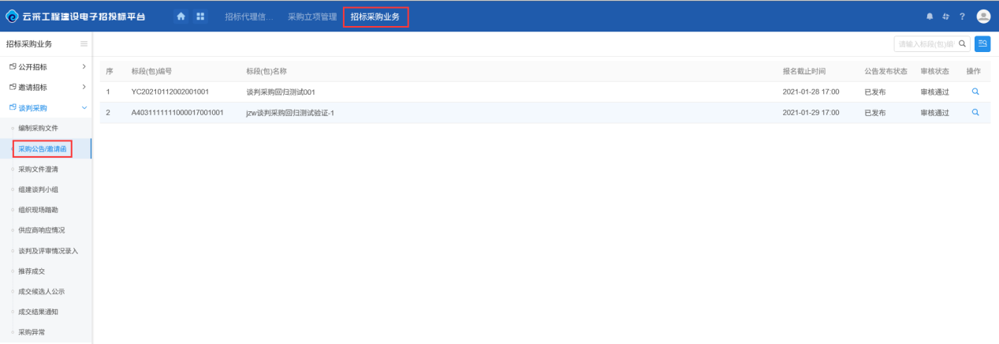 云采工程建设电子招投标平台 招标代理信... 采购立项管理 招标采购业务 ?
招标采购业务
请输入标段(包)编
公开招标
邀请招标
谈判采购
编制采购文件
采购公告/邀请函
采购文件澄清
组建谈判小组
组织现场踏勘
供应商响应情况
谈判及评审情况录入
推荐成交
成交候选人公示
成交结果通知
采购异常
序 标段(包)编号 标段(包)名称 报名截止时间 公告发布状态 审核状态 操作
1 YC20210112002001001 谈判采购回归测试001 2021-01-28 17:00 已发布 审核通过
2 A4031111111000017001001 jzw谈判采购回归测试验证-1 2021-01-29 17:00 已发布 审核通过